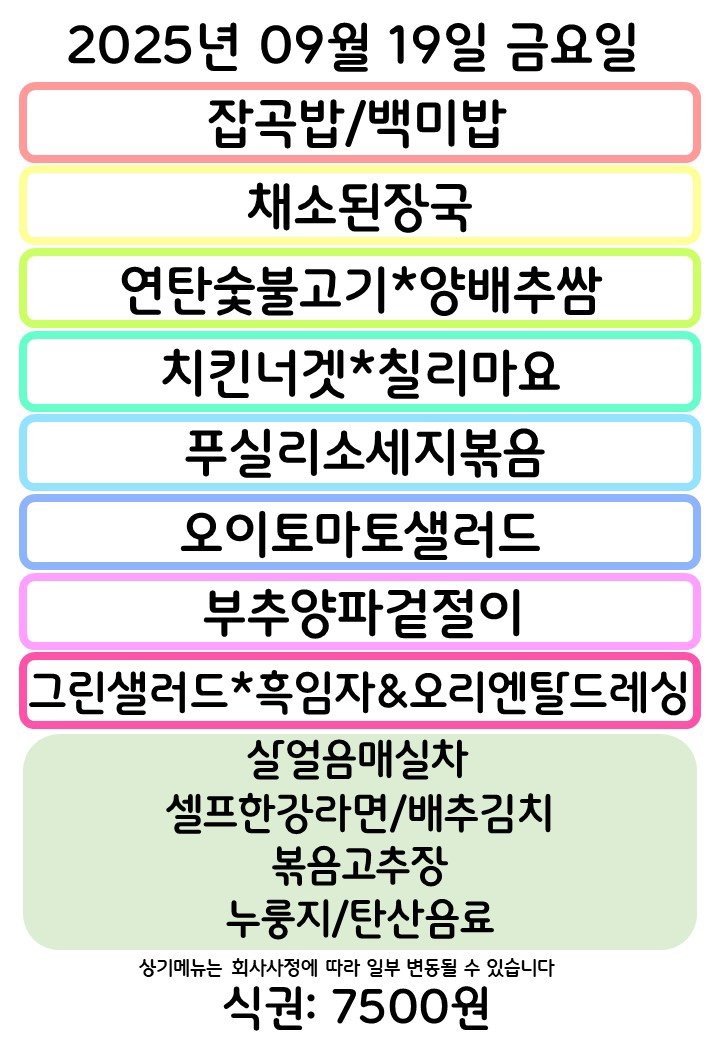 2025년 09월 19일 금요일
잡곡밥/백미밥
채소된장국
연탄숯불고기*양배추쌈
치킨너겟*칠리마요
푸실리소세지볶음
오이토마토샐러드
부추양파겉절이
그린샐러드*흑임자&오리엔탈드레싱
살얼음매실차
셀프한강라면/배추김치
볶음고추장
누룽지/탄산음료
상기메뉴는 회사사정에 따라 일부 변동될 수 있습니다
식권: 7500원